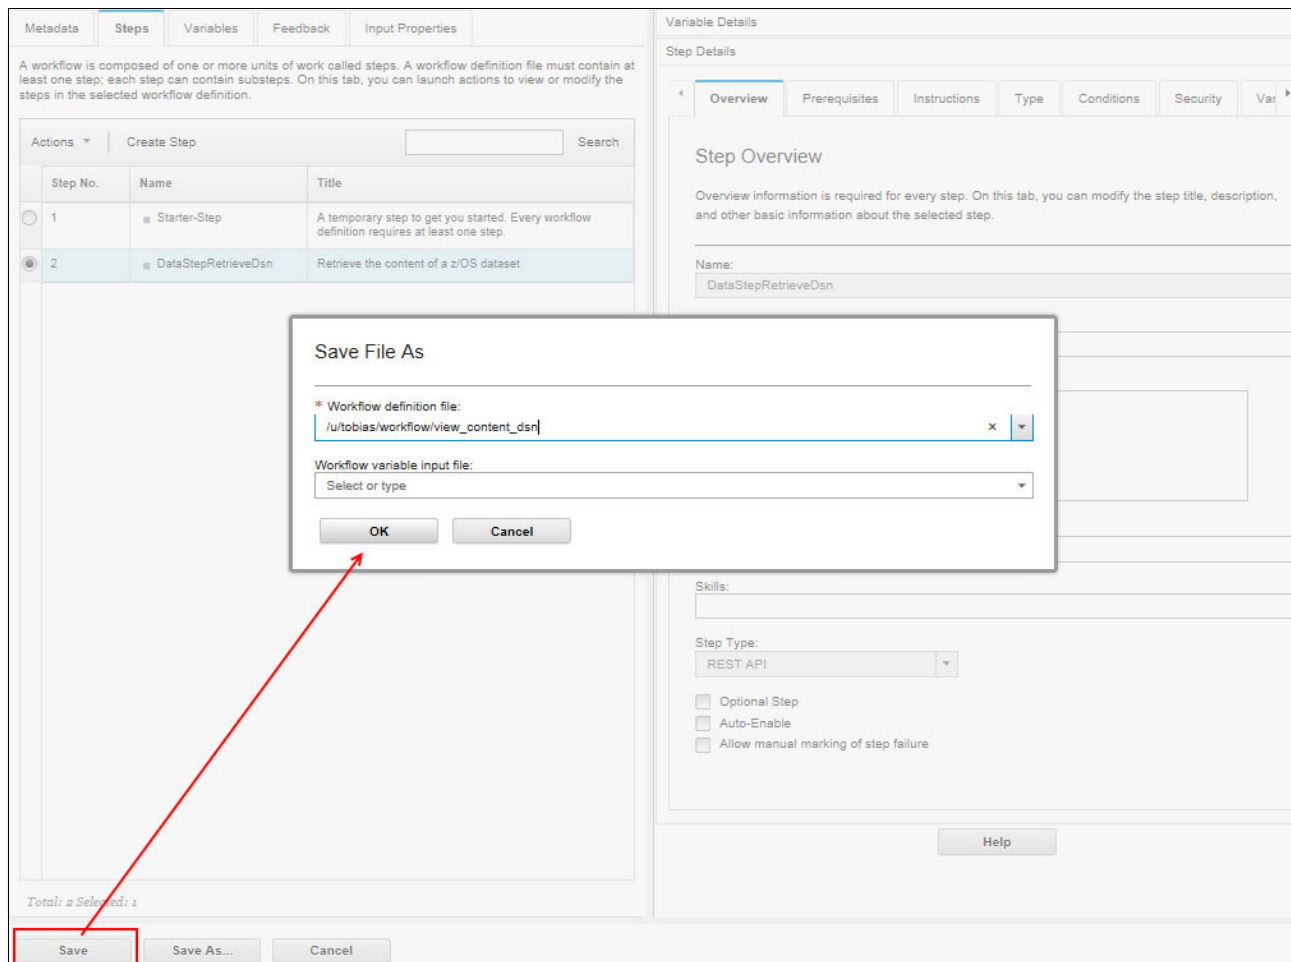 Metadata
Steps
Variables
Feedback
Input Properties
A workflow is composed of one or more units of work called steps. A workflow definition file must contain at
least one step; each step can contain substeps. On this tab, you can launch actions to view or modify the
steps in the selected workflow definition.
Actions
Create Step
Search
Step No.
Name
Title
1
Starter-Step
A temporary step to get you started. Every workflow
definition requires at least one step.
2
DataStepRetrieveDsn
Retrieve the content of a z/OS dataset
Total: 2 Selected: 1
Save
Save As...
Cancel
Variable Details
Step Details
Overview
Prerequisites
Instructions
Type
Conditions
Security
Step Overview
Overview information is required for every step. On this tab, you can modify the step title, description,
and other basic information about the selected step.
Name:
DataStepRetrieveDsn
Save File As
* Workflow definition file:
/u/tobias/workflow/view_content_dsn
×
Workflow variable input file:
Select or type
OK
Cancel
Skills:
Step Type:
REST API
Optional Step
Auto-Enable
Allow manual marking of step failure
Help